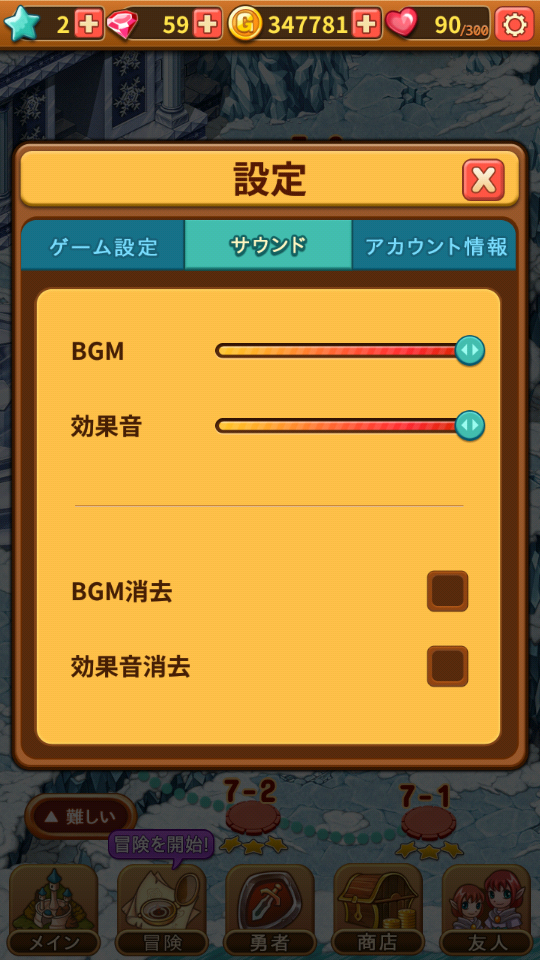 2
59
G
347781
90/300
設定
ゲーム設定
サウンド
アカウント情報
BGM
効果音
BGM消去
効果音消去
7-2
7-1
▲ 難しい
冒険を開始!
メイン
冒険
勇者
商店
友人